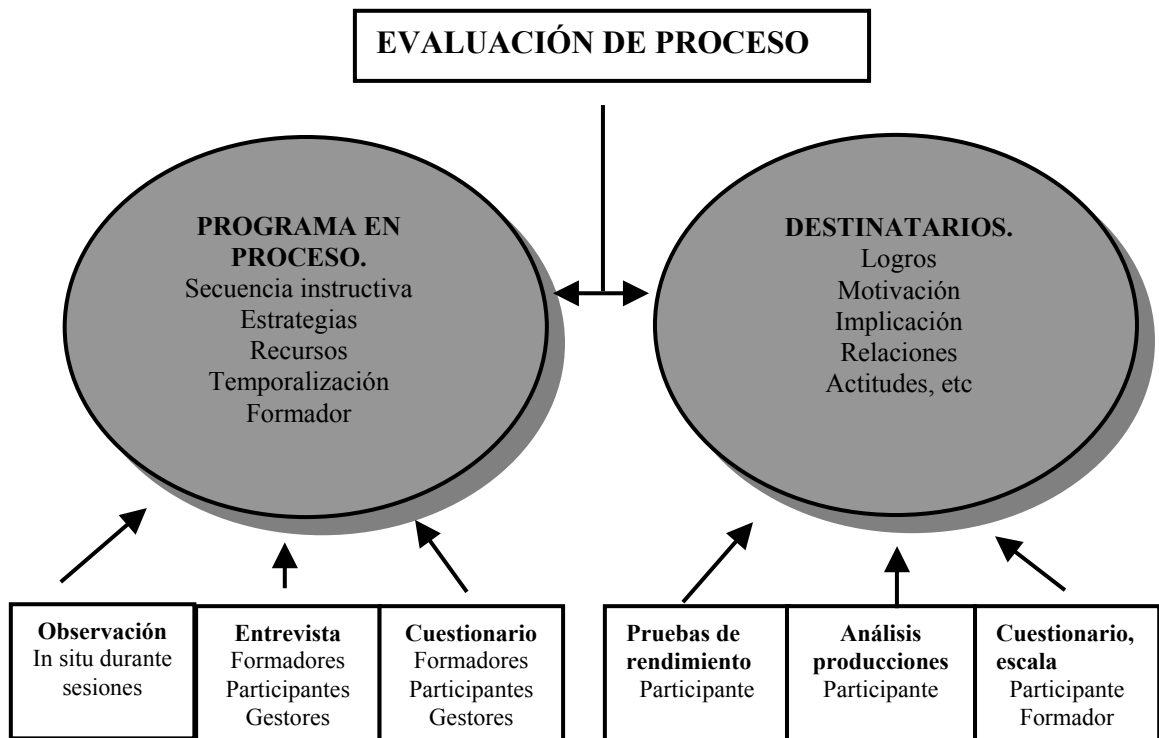 EVALUACIÓN DE PROCESO
PROGRAMA EN
PROCESO.
Secuencia instructiva
Estrategias
Recursos
Temporalización
Formador
DESTINATARIOS.
Logros
Motivación
Implicación
Relaciones
Actitudes, etc
Observación
In situ durante
sesiones
Entrevista
Formadores
Participantes
Gestores
Cuestionario
Formadores
Participantes
Gestores
Pruebas de
rendimiento
Participante
Análisis
producciones
Participante
Cuestionario,
escala
Participante
Formador